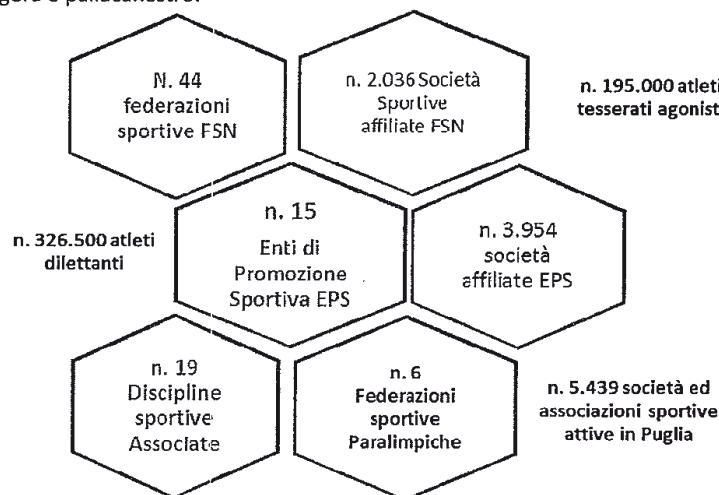 N. 44
federazioni
sportive FSN
n. 2.036 Società
Sportive
affiliate FSN
n. 195.000 atleti
tesserati agonist
n. 326.500 atleti
dilettanti
n. 15
Enti di
Promozione
Sportiva EPS
n. 3.954
società
affiliate EPS
n. 19
Discipline
sportive
Associate
n. 6
Federazioni
sportive
Paralimpiche
n. 5.439 società ed
associazioni sportive
attive in Puglia